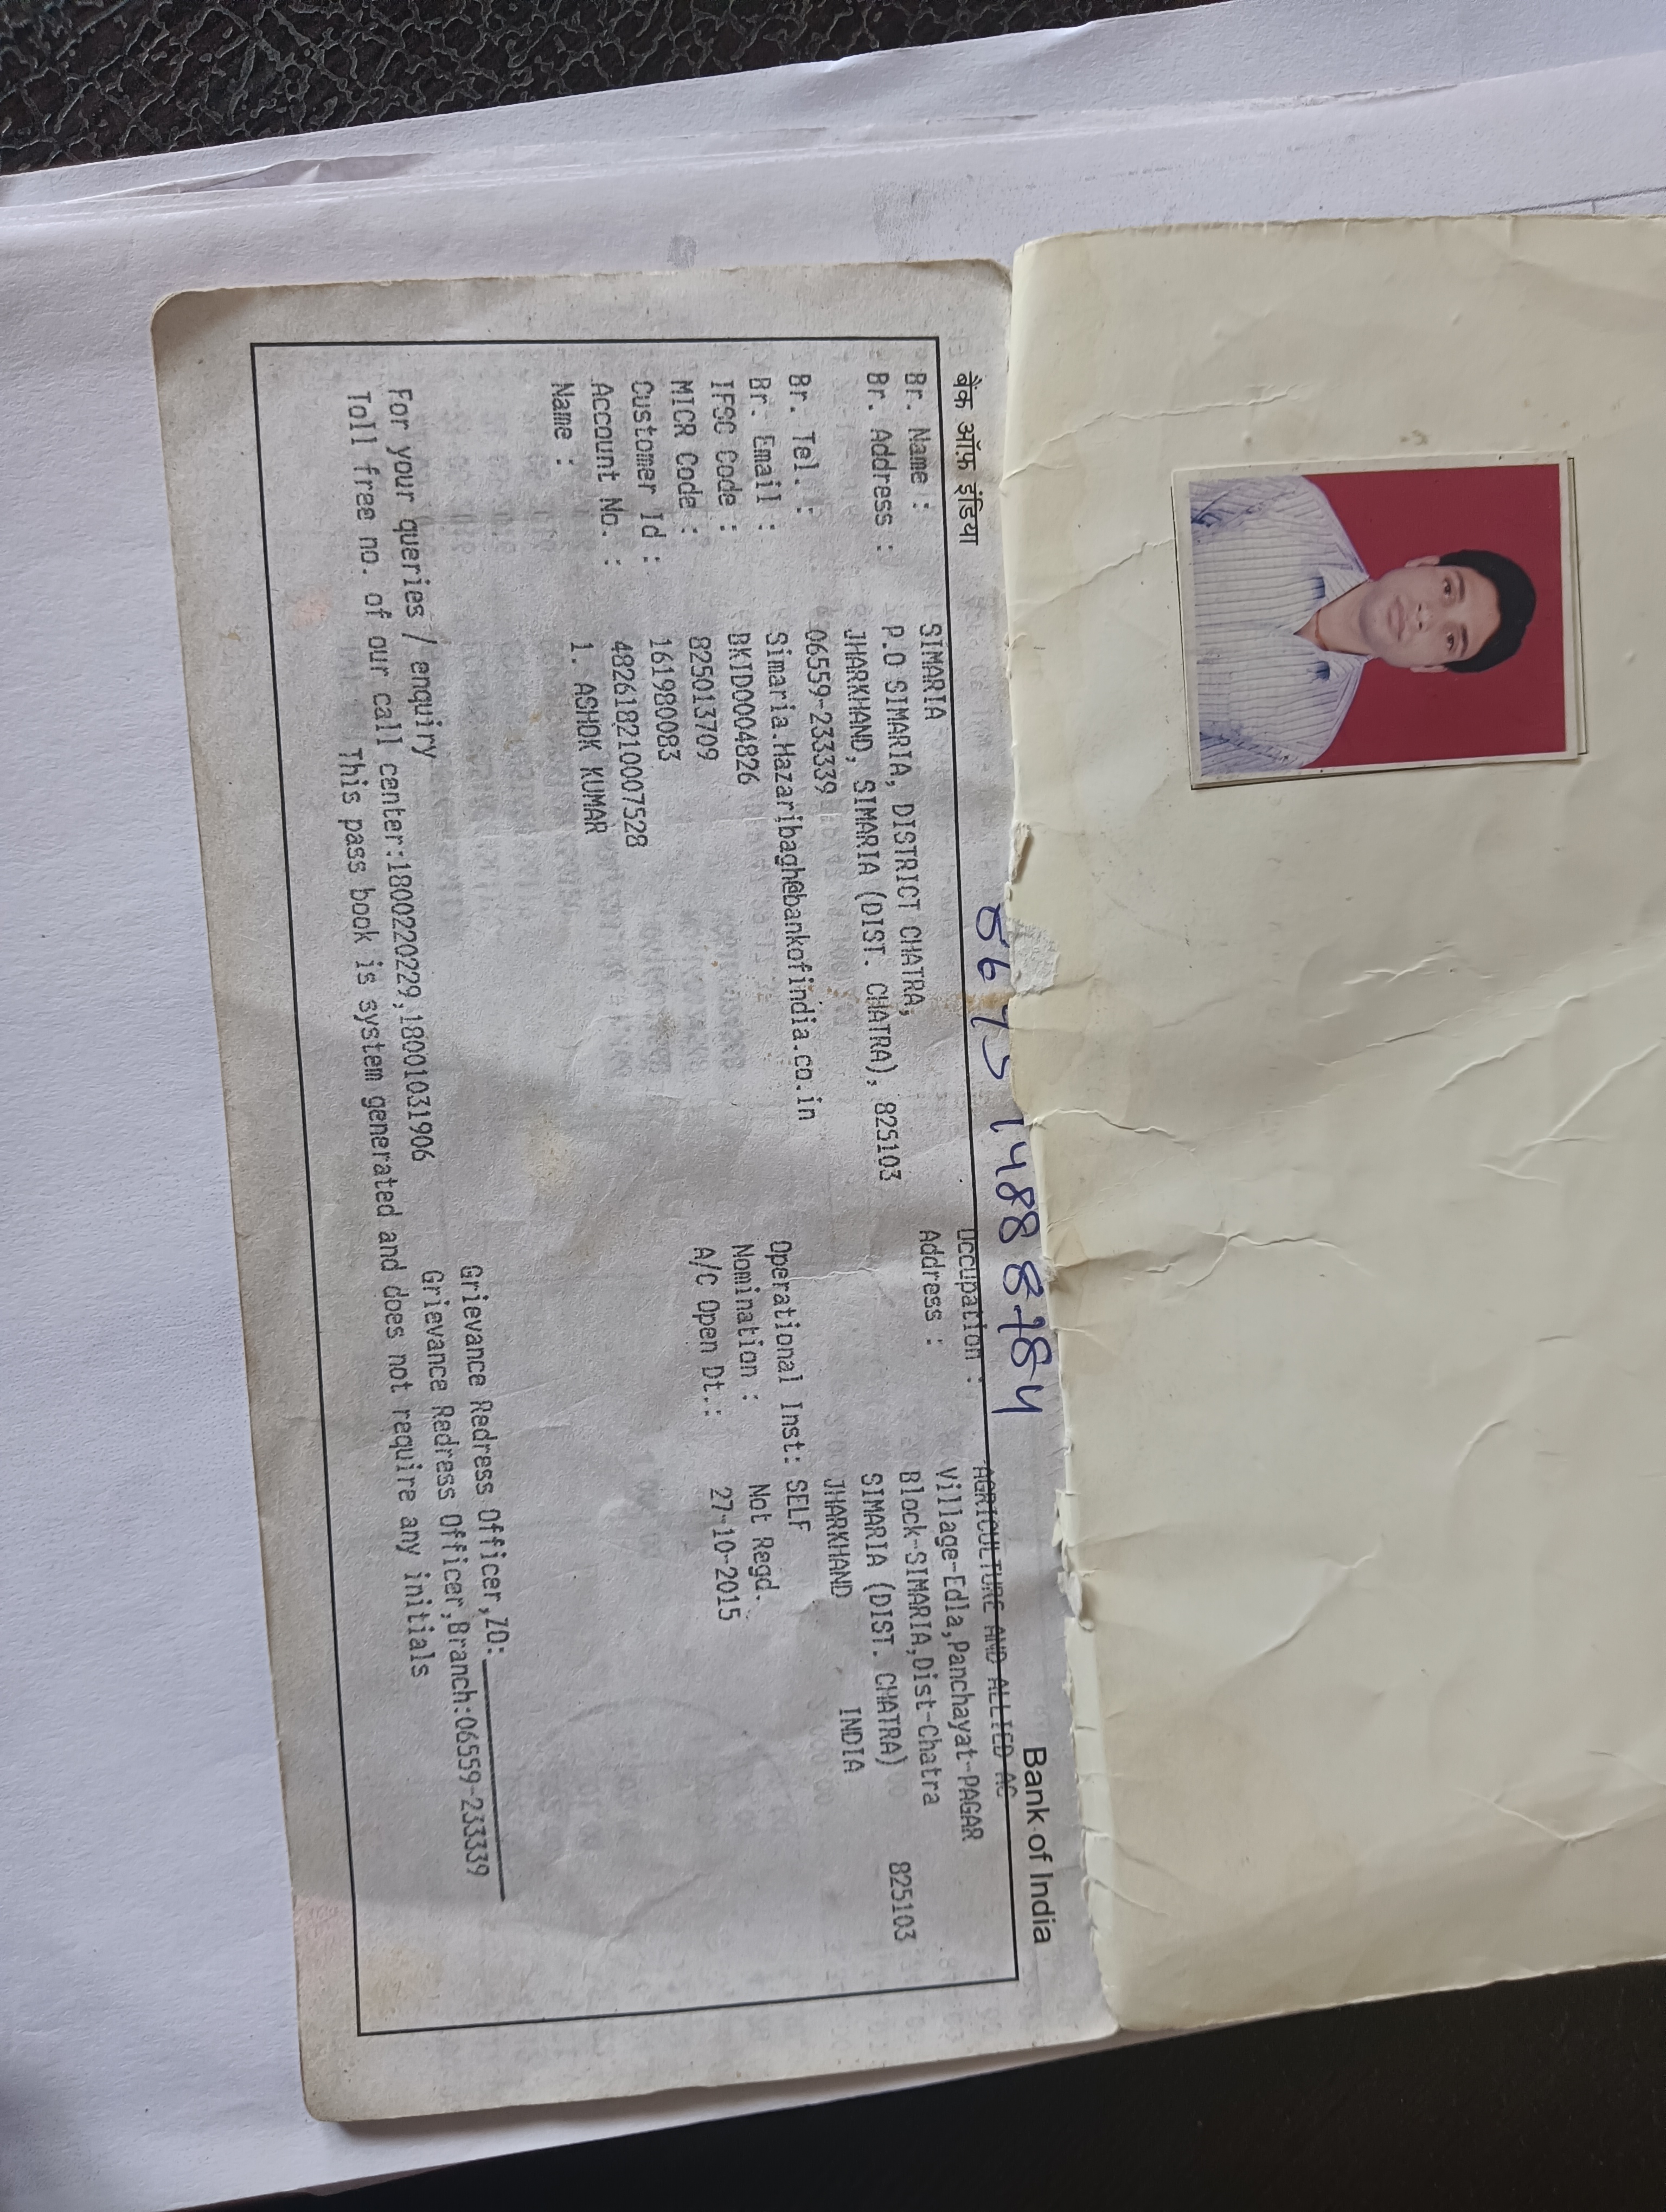 बैंक ऑफ़ इंडिया
Bank of India
1488 8784
Br. Name : SIMARIA
Br. Address : P.O SIMARIA, DISTRICT CHATRA,
JHARKHAND, SIMARIA (DIST. CHATRA), 825103
Br. Tel. : 06559-233339
Br. Email : Simaria.Hazaribagh@bankofindia.co.in
IFSC Code : BKID0004826
MICR Code : 825013709
Customer Id : 161980083
Account No. : 482618210007528
Name : 1. ASHOK KUMAR
Occupation : AGRICULTURE AND ALLIED AC
Address : Village-Edla,Panchayat-PAGAR
Block-SIMARIA,Dist-Chatra
SIMARIA (DIST. CHATRA) 825103
JHARKHAND INDIA
Operational Inst: SELF
Nomination : Not Regd.
A/C Open Dt.: 27-10-2015
Grievance Redress Officer,ZO:
Grievance Redress Officer,Branch:06559-233339
For your queries / enquiry
Toll free no. of our call center:1800220229,1800103​1906
This pass book is system generated and does not require any initials